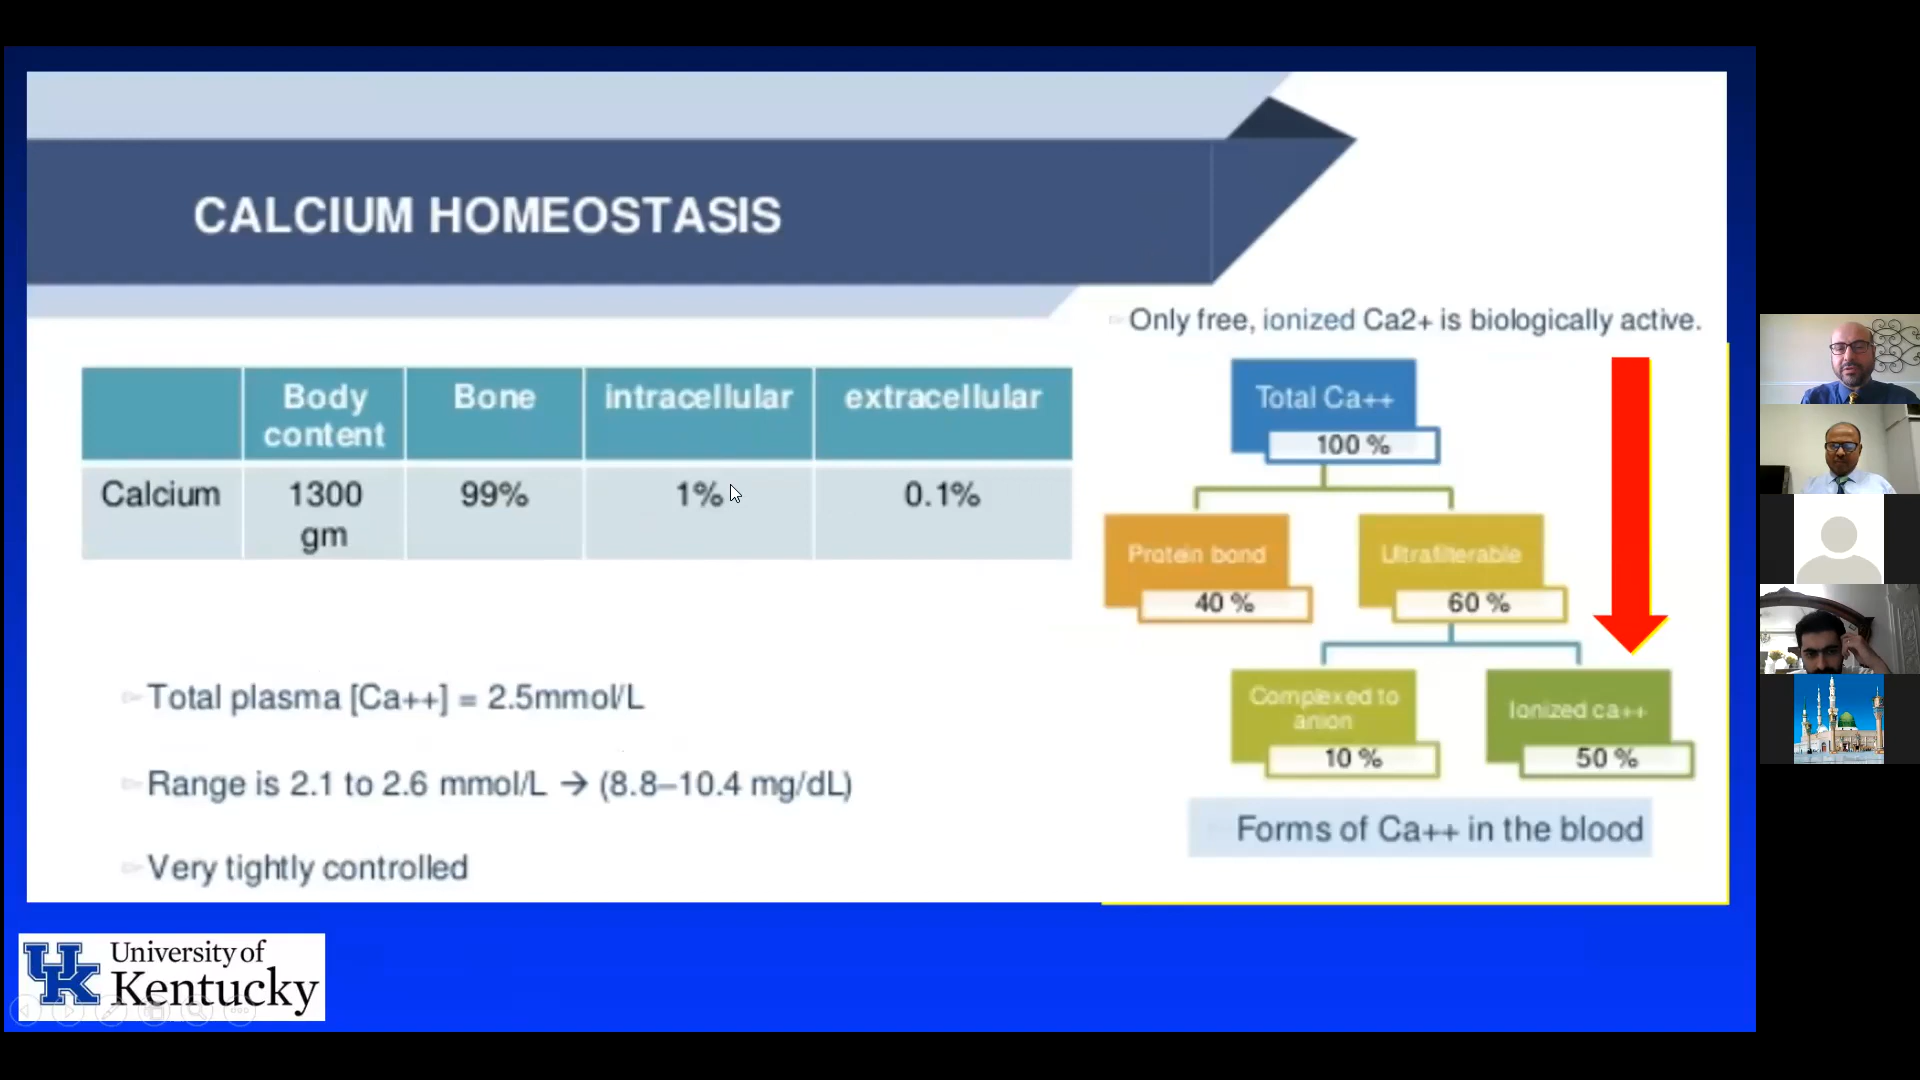 CALCIUM HOMEOSTASIS
Body content
Bone
intracellular
extracellular
Calcium
1300 gm
99%
1%
0.1%
Total plasma [Ca++] = 2.5mmol/L
Range is 2.1 to 2.6 mmol/L → (8.8–10.4 mg/dL)
Very tightly controlled
Only free, ionized Ca2+ is biologically active.
Total Ca++
100 %
Protein bond
40 %
Ultrafilterable
60 %
Complexed to
anion
10 %
Ionized ca++
50 %
Forms of Ca++ in the blood
UK
University of
Kentucky